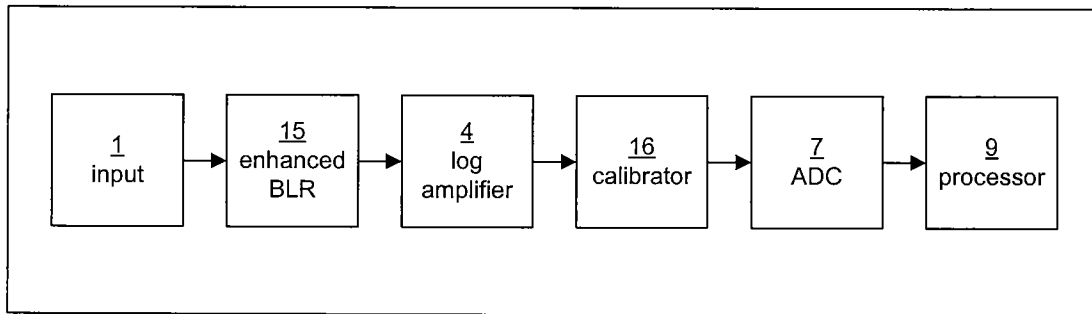 1
input
15
enhanced
BLR
4
log
amplifier
16
calibrator
7
ADC
9
processor